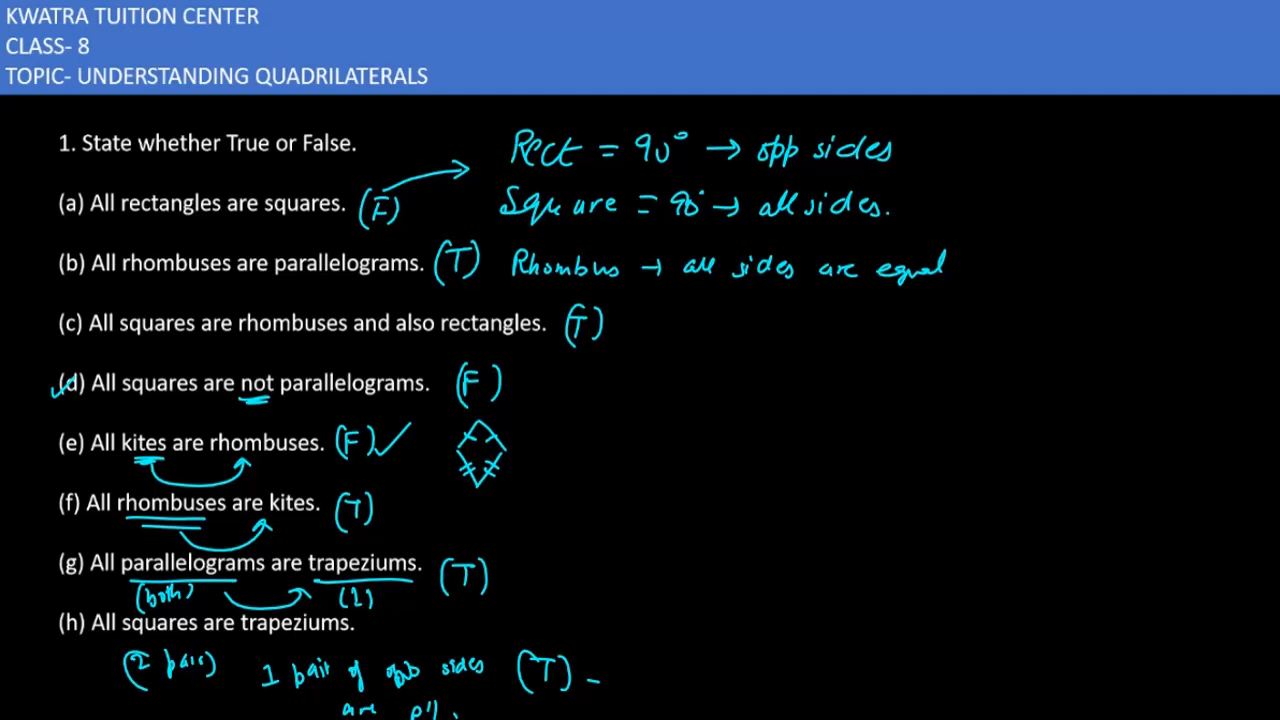 KWATRA TUITION CENTER
CLASS- 8
TOPIC- UNDERSTANDING QUADRILATERALS
1. State whether True or False.
Rect = 90° → opp sides
(a) All rectangles are squares. (F)
Square = 90° → all sides.
(b) All rhombuses are parallelograms. (T)
Rhombus → all sides are equal
(c) All squares are rhombuses and also rectangles. (T)
(d) All squares are not parallelograms. (F)
(e) All kites are rhombuses. (F) ✓
(f) All rhombuses are kites. (T)
(g) All parallelograms are trapeziums. (T)
(both) (1)
(h) All squares are trapeziums.
(2 pair) 1 pair of opp sides (T)
are